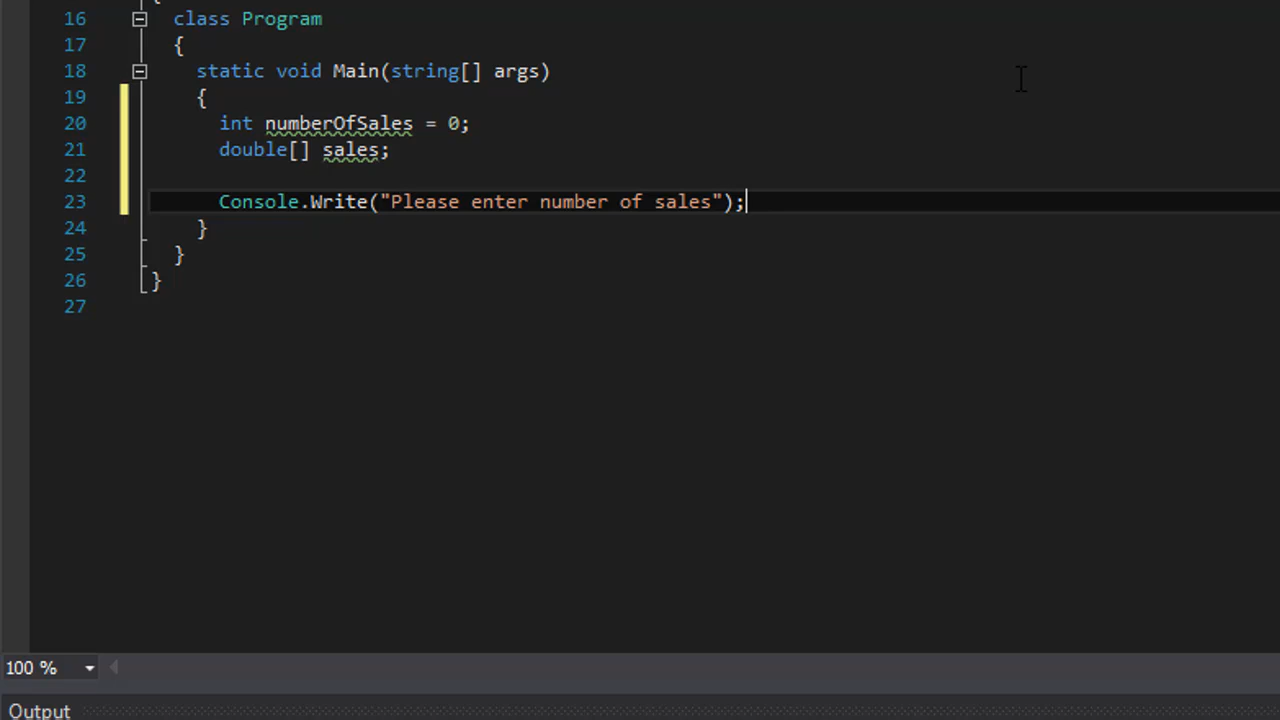 16 class Program
17 {
18 static void Main(string[] args)
19 {
20 int numberOfSales = 0;
21 double[] sales;
22
23 Console.Write("Please enter number of sales");
24 }
25 }
26 }
27
100 %
Output